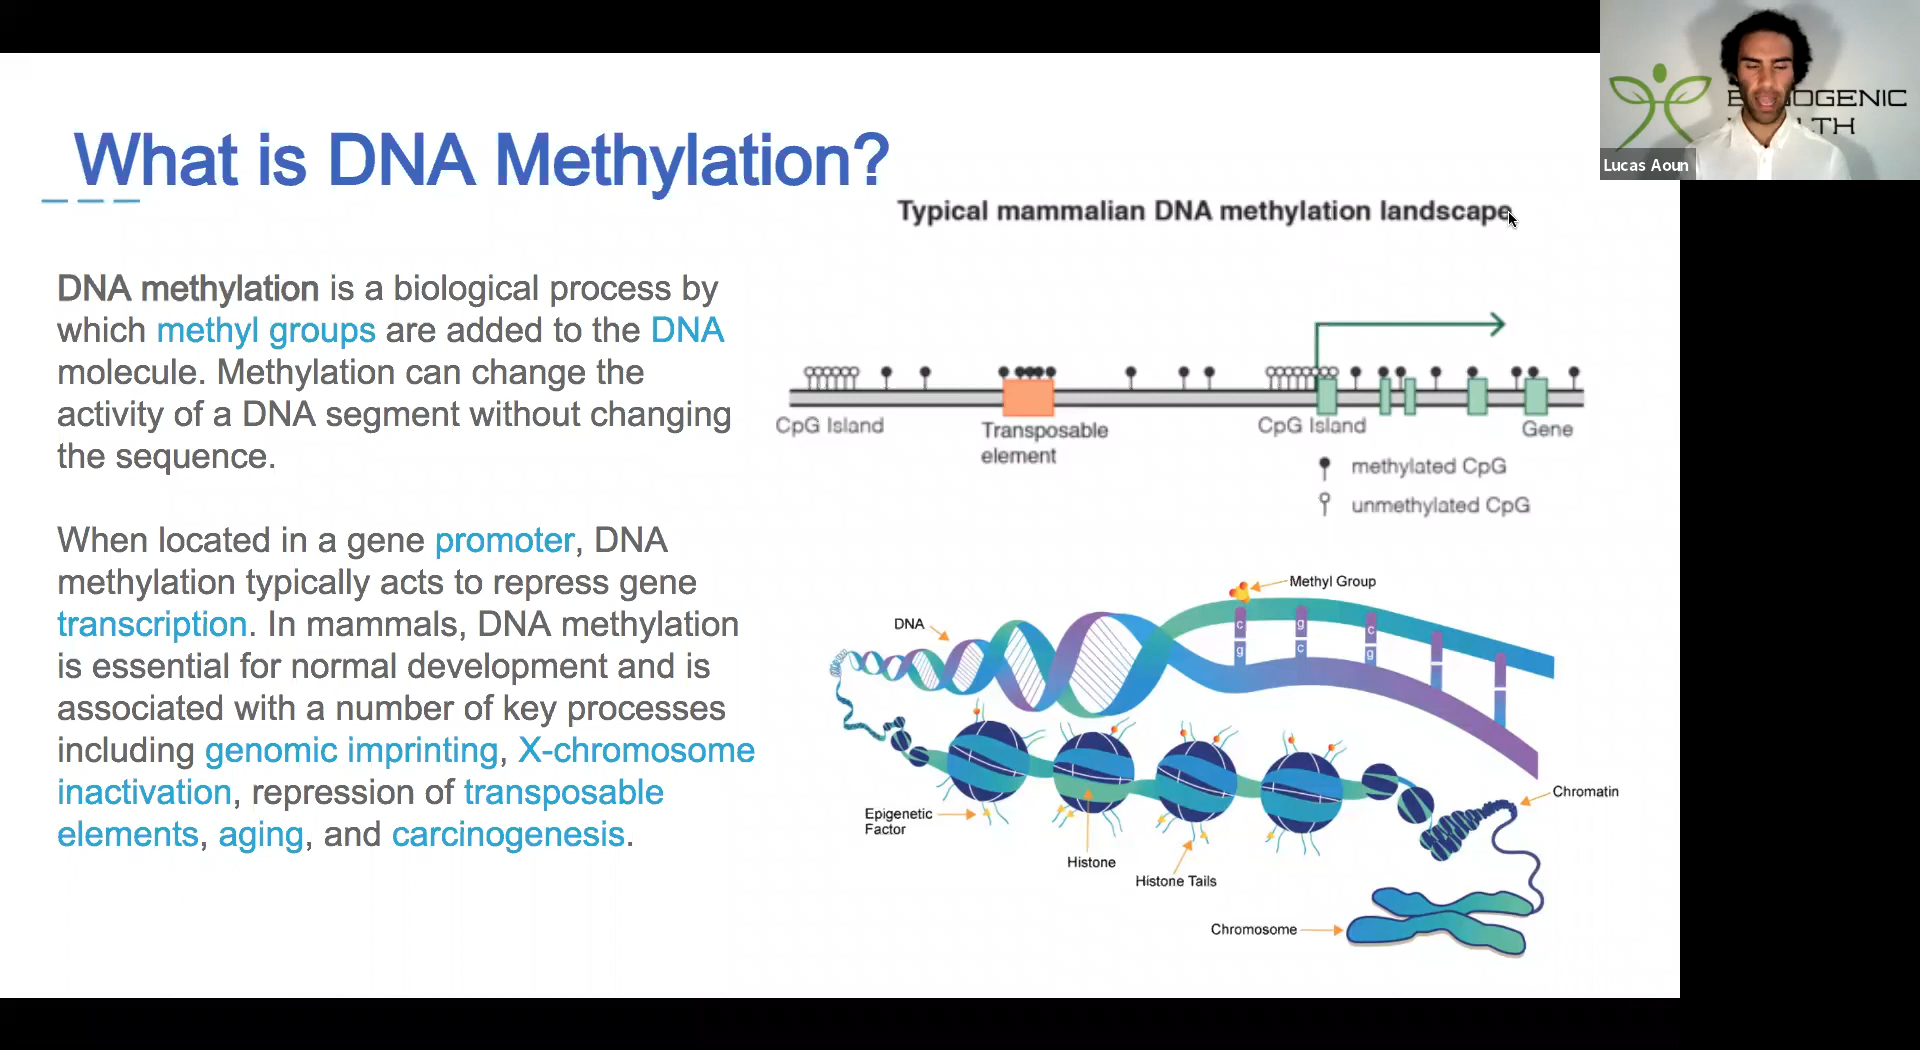 What is DNA Methylation?
Typical mammalian DNA methylation landscape
DNA methylation is a biological process by
which methyl groups are added to the DNA
molecule. Methylation can change the
activity of a DNA segment without changing
the sequence.
When located in a gene promoter, DNA
methylation typically acts to repress gene
transcription. In mammals, DNA methylation
is essential for normal development and is
associated with a number of key processes
including genomic imprinting, X-chromosome
inactivation, repression of transposable
elements, aging, and carcinogenesis.
CpG Island
Transposable
element
CpG Island
Gene
methylated CpG
unmethylated CpG
Methyl Group
DNA
c g c
g c g
Epigenetic
Factor
Histone
Histone Tails
Chromatin
Chromosome
Lucas Aoun